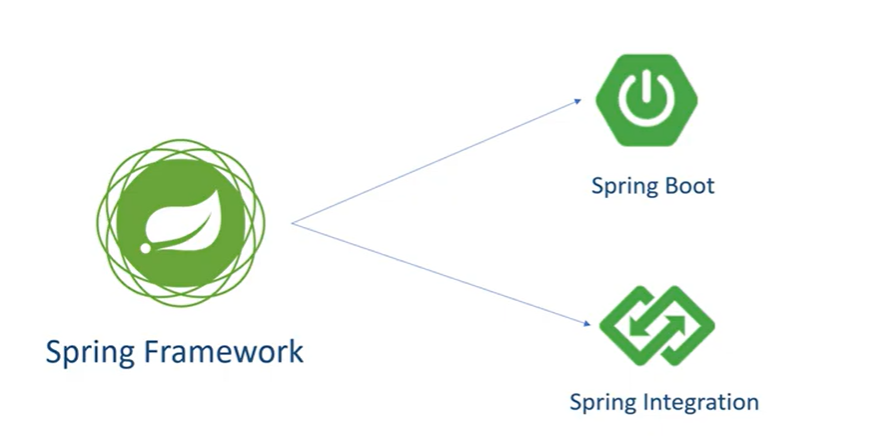 Spring Boot
Spring Framework
Spring Integration